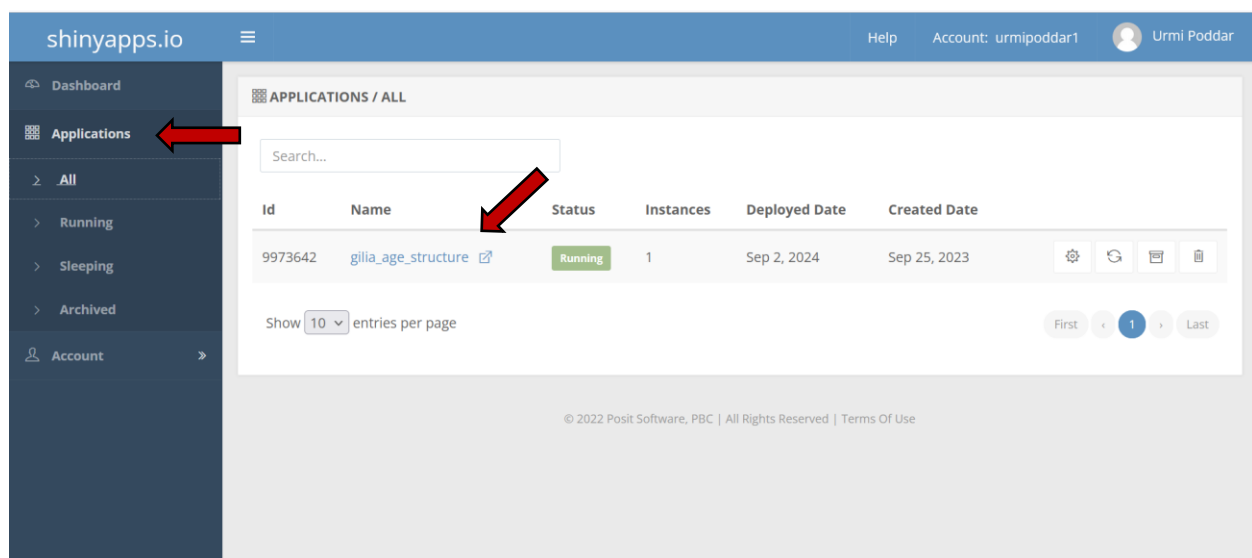 shinyapps.io
Help Account: urmipoddar1 Urmi Poddar
Dashboard
Applications
All
Running
Sleeping
Archived
Account
APPLICATIONS / ALL
Search...
Id Name Status Instances Deployed Date Created Date
9973642 gilia_age_structure Running 1 Sep 2, 2024 Sep 25, 2023
Show 10 entries per page
First ‹ 1 › Last
© 2022 Posit Software, PBC | All Rights Reserved | Terms Of Use